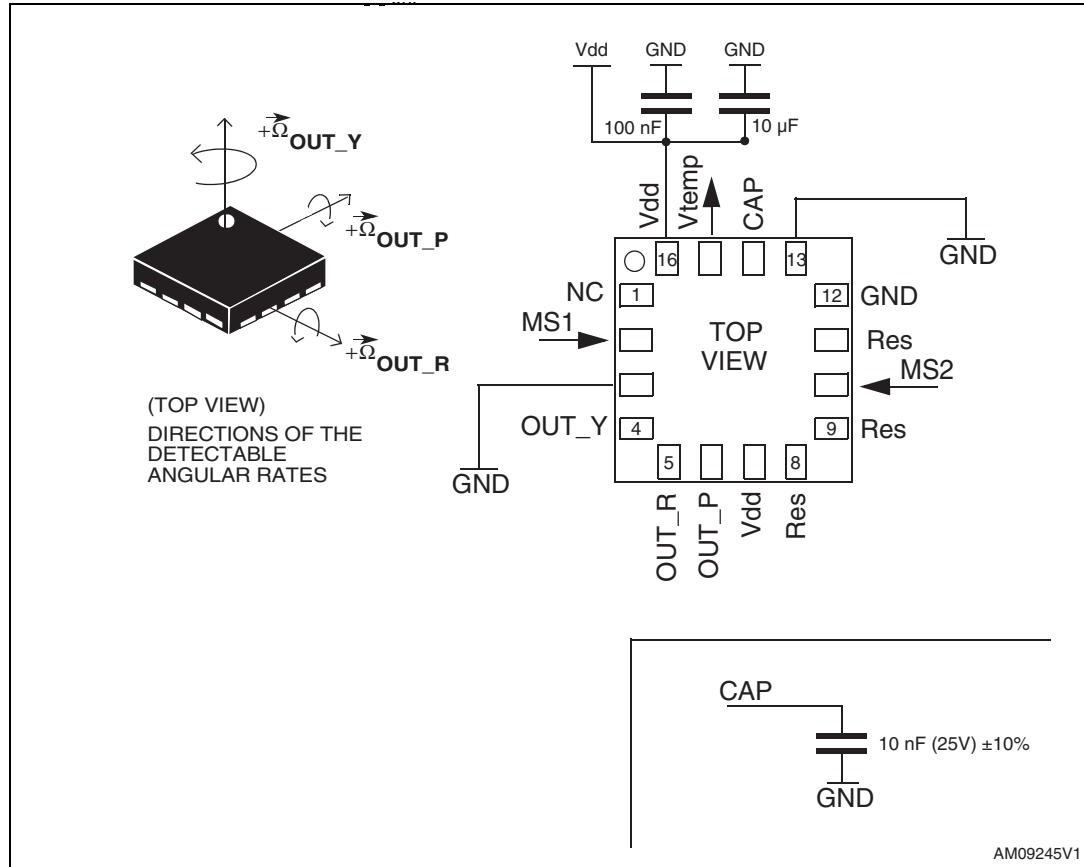 +Ω OUT_Y
+Ω OUT_P
+Ω OUT_R
(TOP VIEW)
DIRECTIONS OF THE
DETECTABLE
ANGULAR RATES
Vdd GND GND
100 nF 10 µF
Vdd Vtemp CAP
16 13
GND
NC 1 12 GND
MS1 Res
TOP
VIEW
MS2
OUT_Y 4 9 Res
GND
5 8
OUT_R OUT_P Vdd Res
CAP
10 nF (25V) ±10%
GND
AM09245V1